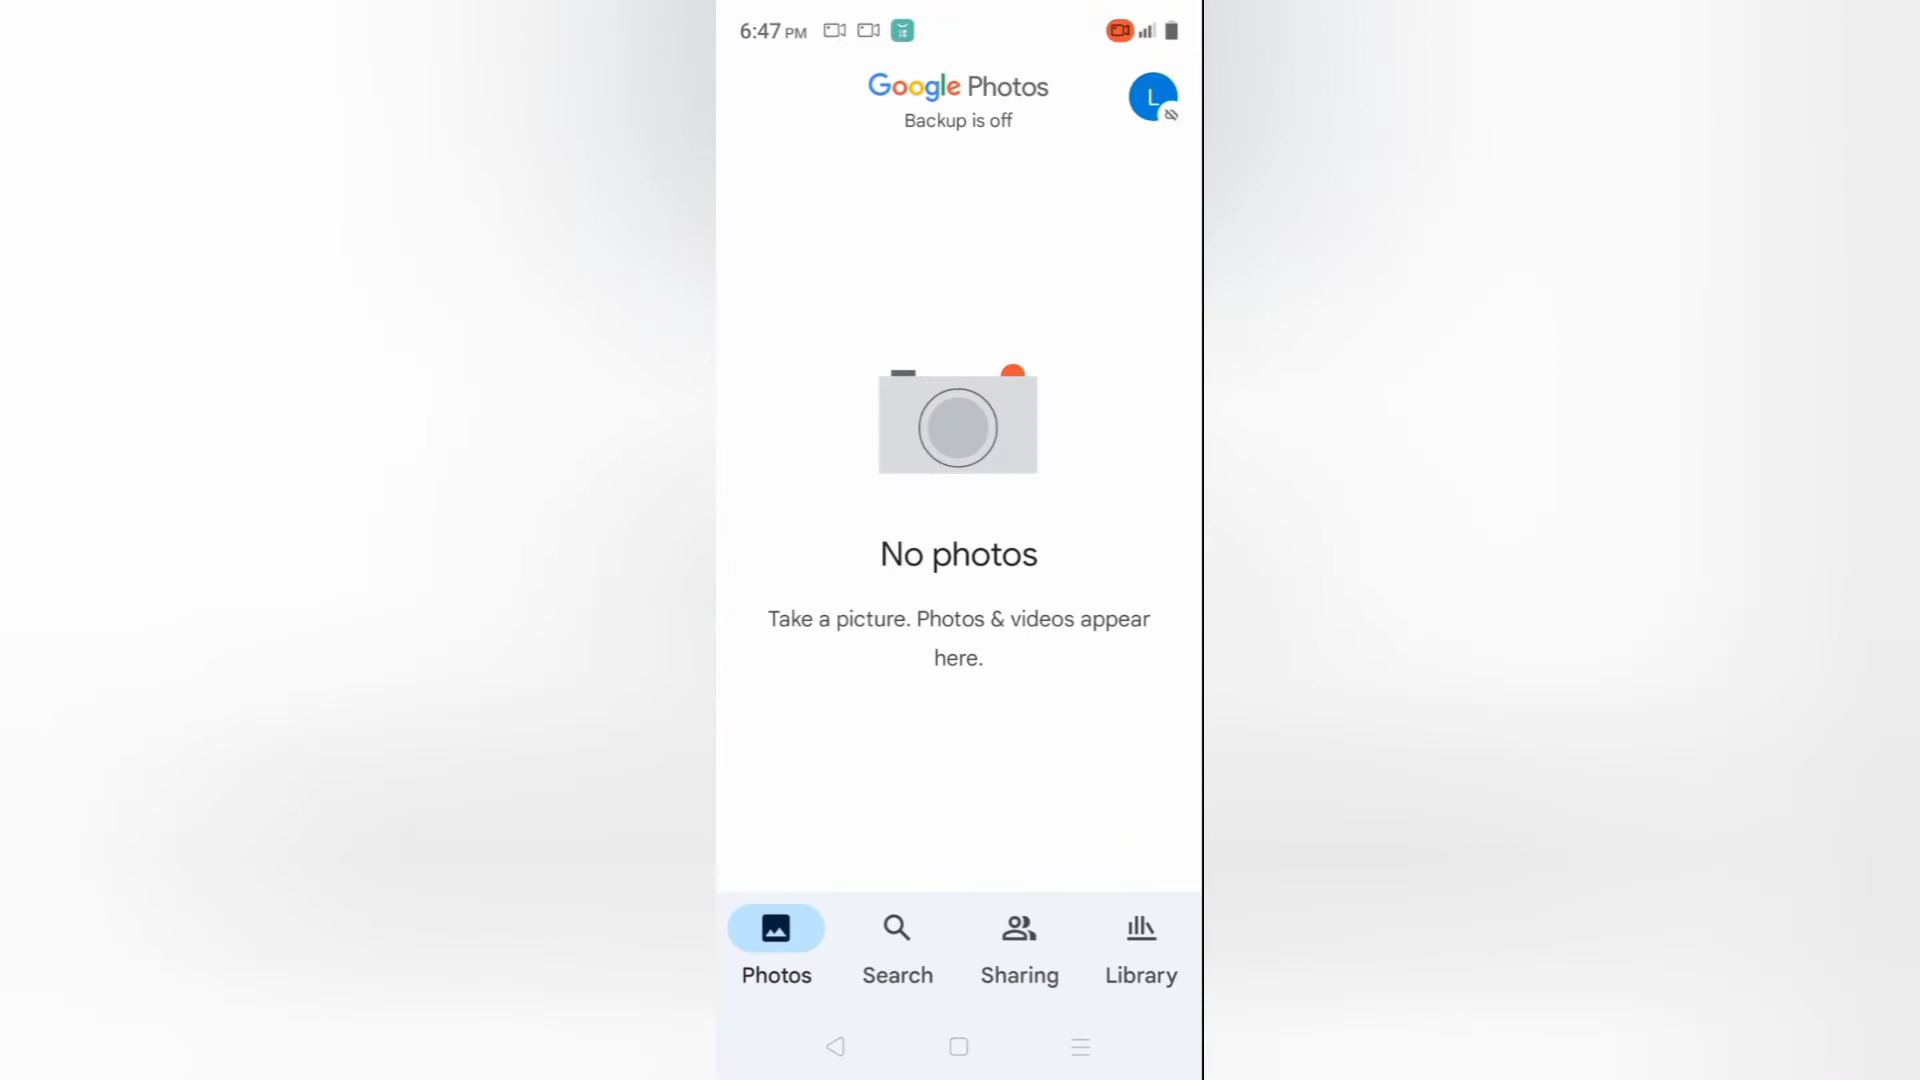 6:47 PM
Google Photos
L
Backup is off
No photos
Take a picture. Photos & videos appear
here.
Photos
Search
Sharing
Library